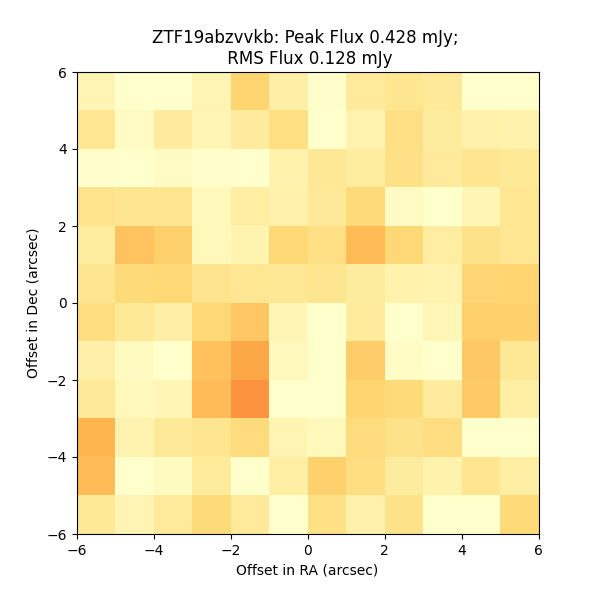 ZTF19abzvvkb: Peak Flux 0.428 mJy;
RMS Flux 0.128 mJy
6
4
2
0
−2
−4
−6
Offset in Dec (arcsec)
−6 −4 −2 0 2 4 6
Offset in RA (arcsec)